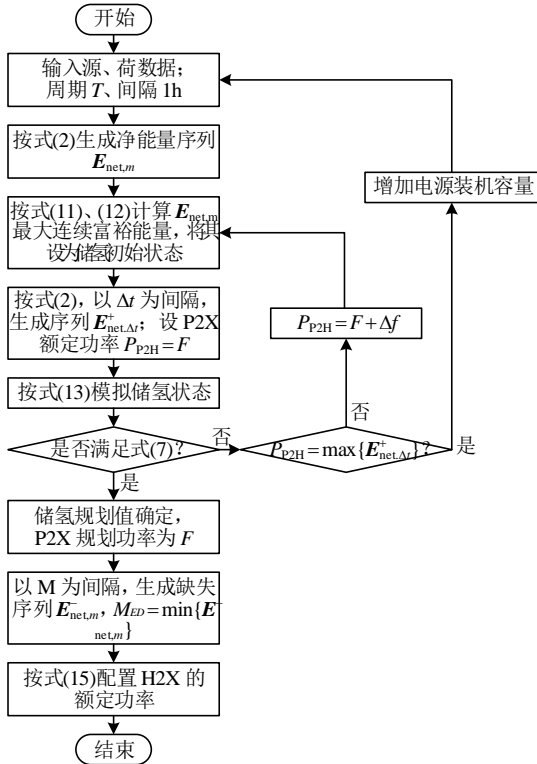 开始
输入源、荷数据；
周期 T、间隔 1h
按式(2)生成净能量序列
E net,m
增加电源装机容量
按式(11)、(12)计算 E net,m
最大连续富裕能量，将其
设为储氢初始状态
按式(2)，以 Δt 为间隔，
生成序列 E⁺net.Δt；设 P2X
额定功率 P_P2H = F
P_P2H = F + Δf
按式(13)模拟储氢状态
否
是否满足式(7)?
否
P_P2H = max{E⁺net.Δt}?
是
是
储氢规划值确定，
P2X 规划功率为 F
以 M 为间隔，生成缺失
序列 E⁻net,m，M_ED = min{E⁻
net,m}
按式(15)配置 H2X 的
额定功率
结束